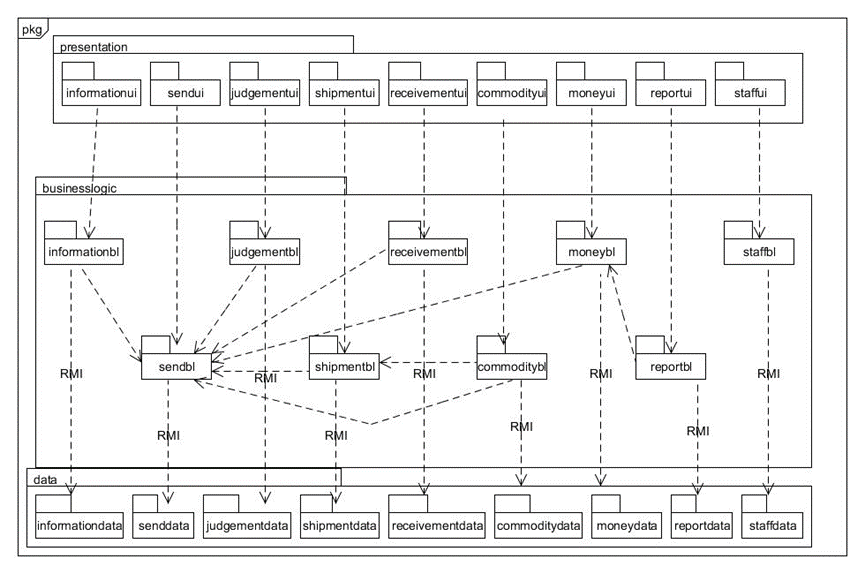 pkg
presentation
informationui
sendui
judgementui
shipmentui
receivementui
commodityui
moneyui
reportui
staffui
businesslogic
informationbl
judgementbl
receivementbl
moneybl
staffbl
sendbl
shipmentbl
commoditybl
reportbl
RMI
RMI
RMI
RMI
RMI
RMI
RMI
RMI
RMI
data
informationdata
senddata
judgementdata
shipmentdata
receivementdata
commoditydata
moneydata
reportdata
staffdata